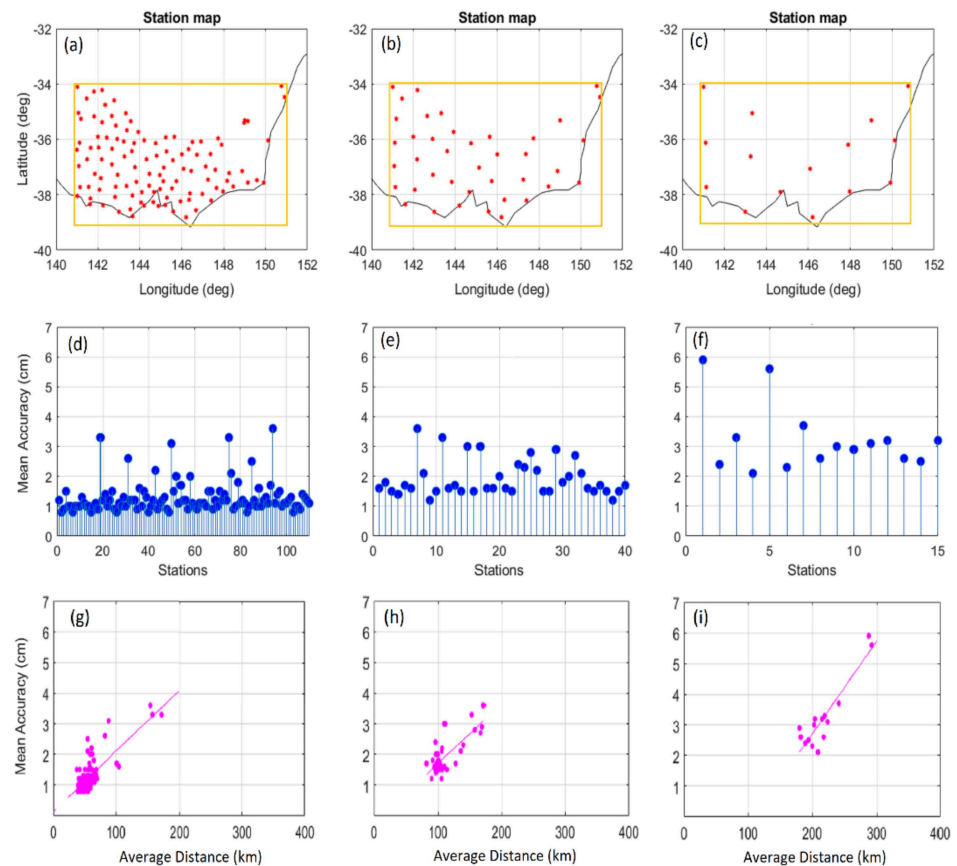 Station map Station map Station map
-32 -32 -32
(a) (b) (c)
-34 -34 -34
-36 -36 -36
-38 -38 -38
-40 -40 -40
Latitude (deg)
140 142 144 146 148 150 152 140 142 144 146 148 150 152 140 142 144 146 148 150 152
Longitude (deg) Longitude (deg) Longitude (deg)
7 7 7
(d) (e) (f)
6 6 6
5 5 5
4 4 4
3 3 3
2 2 2
1 1 1
0 0 0
Mean Accuracy (cm)
0 20 40 60 80 100 0 10 20 30 40 0 5 10 15
Stations Stations Stations
7 7 7
(g) (h) (i)
6 6 6
5 5 5
4 4 4
3 3 3
2 2 2
1 1 1
Mean Accuracy (cm)
0 100 200 300 400 0 100 200 300 400 0 100 200 300 400
Average Distance (km) Average Distance (km) Average Distance (km)